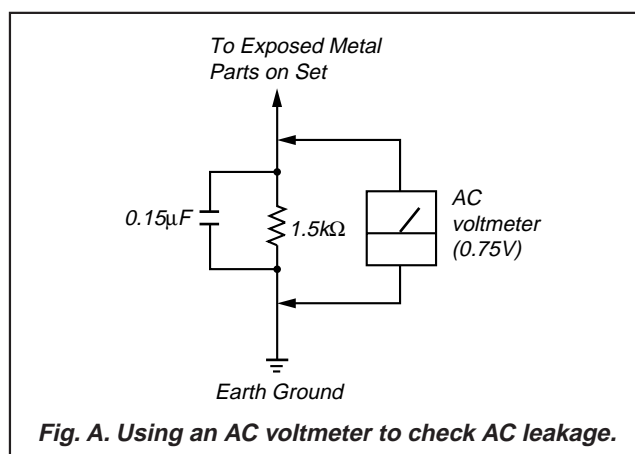 To Exposed Metal
Parts on Set
0.15μF
1.5kΩ
AC
voltmeter
(0.75V)
Earth Ground
Fig. A. Using an AC voltmeter to check AC leakage.